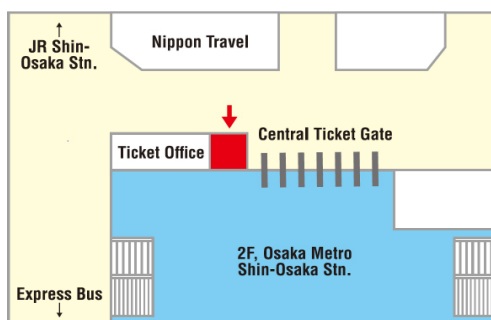 ↑
JR Shin-
Osaka Stn.
Nippon Travel
Central Ticket Gate
Ticket Office
2F, Osaka Metro
Shin-Osaka Stn.
Express Bus
↓